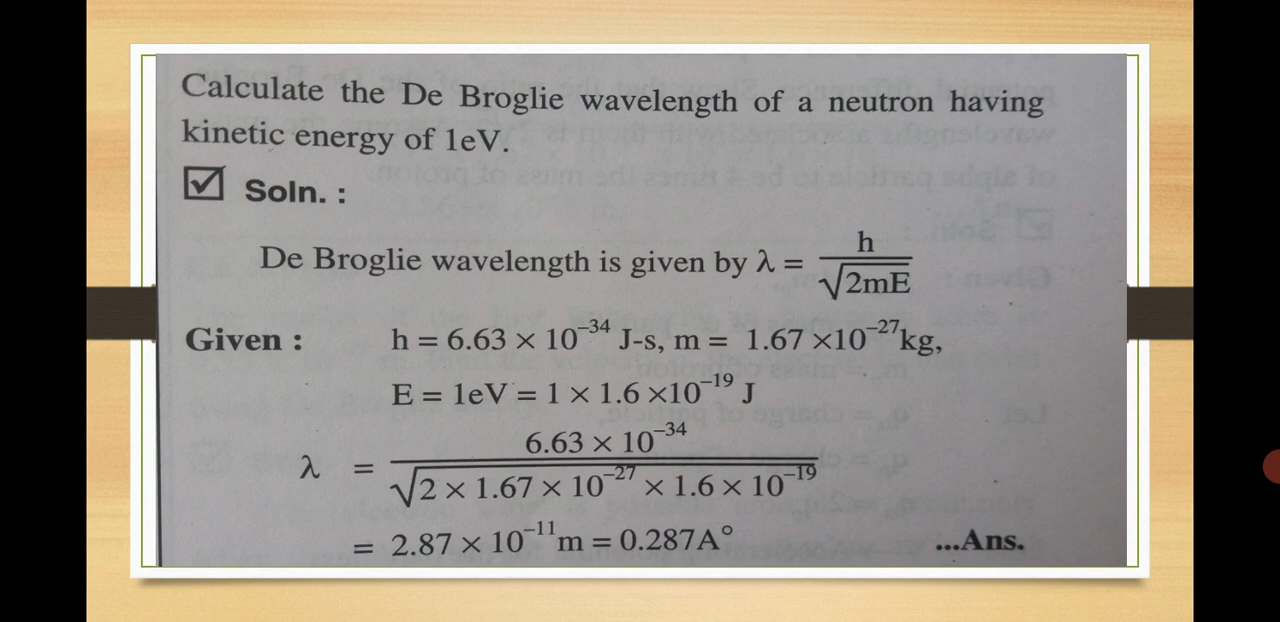 Calculate the De Broglie wavelength of a neutron having
kinetic energy of 1eV.
☑ Soln. :
De Broglie wavelength is given by λ = h / √2mE
Given : h = 6.63 × 10⁻³⁴ J-s, m = 1.67 ×10⁻²⁷ kg,
E = 1eV = 1 × 1.6 ×10⁻¹⁹ J
λ = 6.63 × 10⁻³⁴ / √2 × 1.67 × 10⁻²⁷ × 1.6 × 10⁻¹⁹
= 2.87 × 10⁻¹¹ m = 0.287A° ...Ans.